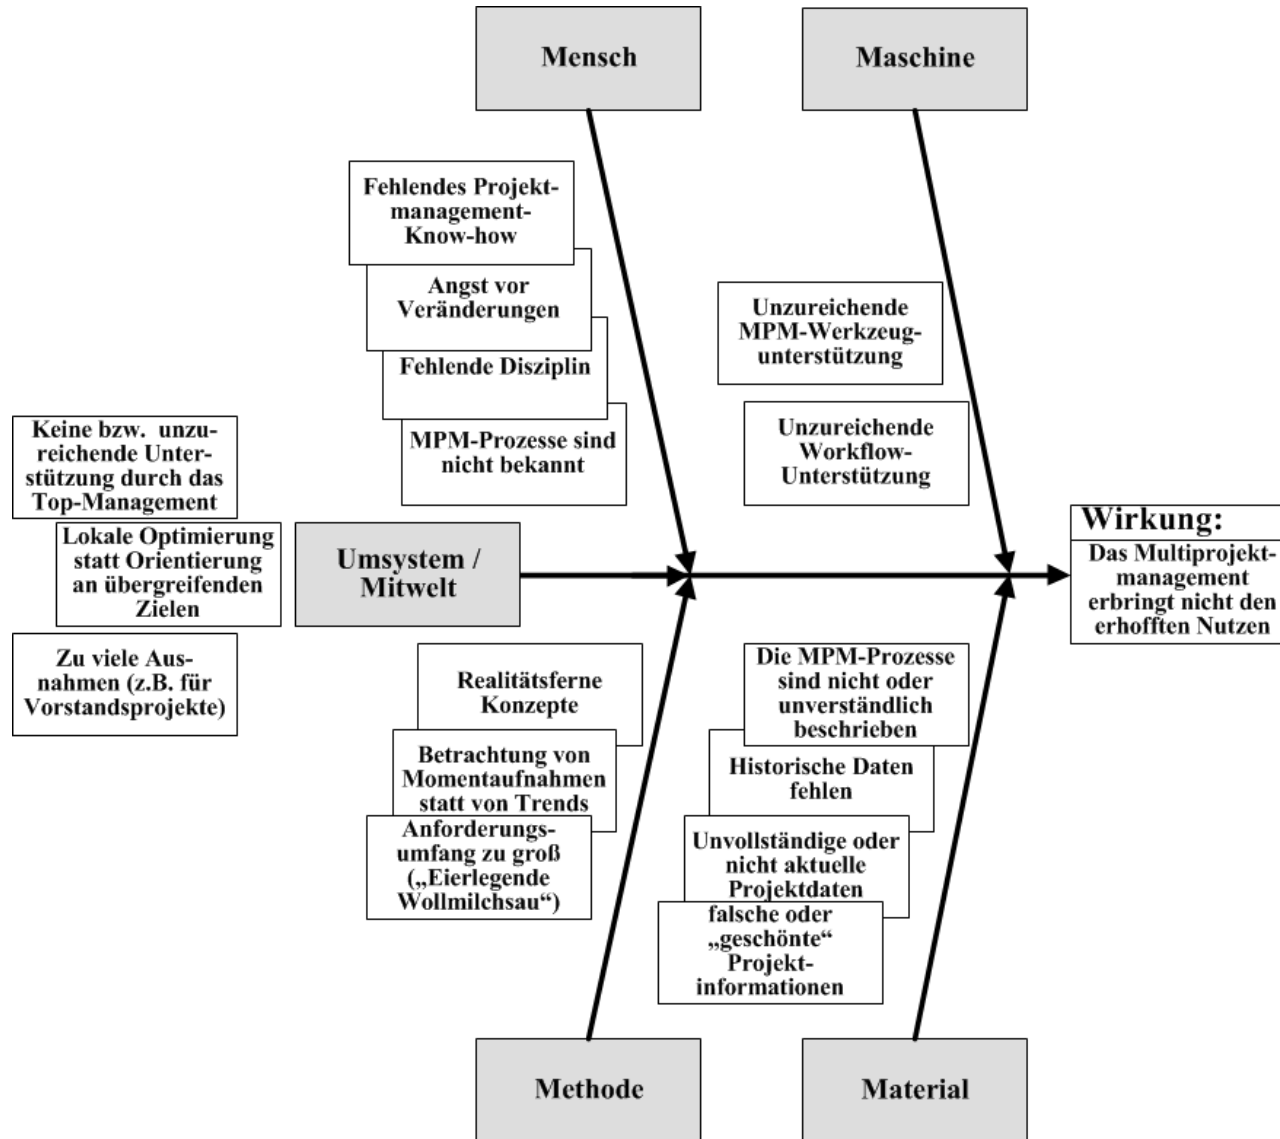 Mensch
Maschine
Fehlendes Projekt-
management-
Know-how
Angst vor
Veränderungen
Fehlende Disziplin
MPM-Prozesse sind
nicht bekannt
Unzureichende
MPM-Werkzeug-
unterstützung
Unzureichende
Workflow-
Unterstützung
Keine bzw. unzu-
reichende Unter-
stützung durch das
Top-Management
Lokale Optimierung
statt Orientierung
an übergreifenden
Zielen
Zu viele Aus-
nahmen (z.B. für
Vorstandsprojekte)
Umsystem /
Mitwelt
Wirkung:
Das Multiprojekt-
management
erbringt nicht den
erhofften Nutzen
Realitätsferne
Konzepte
Betrachtung von
Momentaufnahmen
statt von Trends
Anforderungs-
umfang zu groß
(„Eierlegende
Wollmilchsau“)
Die MPM-Prozesse
sind nicht oder
unverständlich
beschrieben
Historische Daten
fehlen
Unvollständige oder
nicht aktuelle
Projektdaten
falsche oder
„geschönte“
Projekt-
informationen
Methode
Material